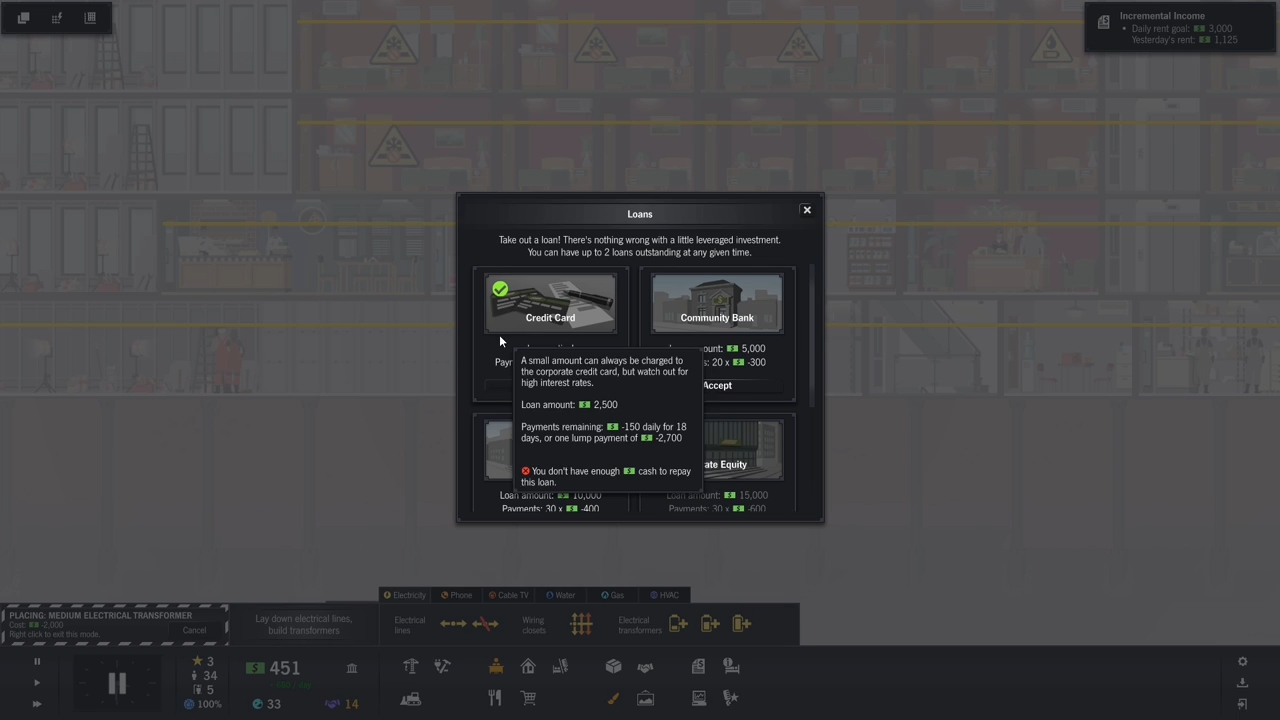 Incremental Income
• Daily rent goal: 3,000
Yesterday's rent: 1,125
Loans
Take out a loan! There's nothing wrong with a little leveraged investment.
You can have up to 2 loans outstanding at any given time.
Credit Card
Community Bank
ount: 5,000
Payr
s: 20 x -300
Accept
A small amount can always be charged to
the corporate credit card, but watch out for
high interest rates.
Loan amount: 2,500
Payments remaining: -150 daily for 18
days, or one lump payment of -2,700
You don't have enough cash to repay
this loan.
ate Equity
Loan amount: 10,000
Loan amount: 15,000
Payments: 30 x -400
Payments: 30 x -600
Electricity
Phone
Cable TV
Water
Gas
HVAC
PLACING: MEDIUM ELECTRICAL TRANSFORMER
Cost: -2,000
Right click to exit this mode.
Cancel
Lay down electrical lines,
build transformers
Electrical
lines
Wiring
closets
Electrical
transformers
3
34
5
100%
451
33
14